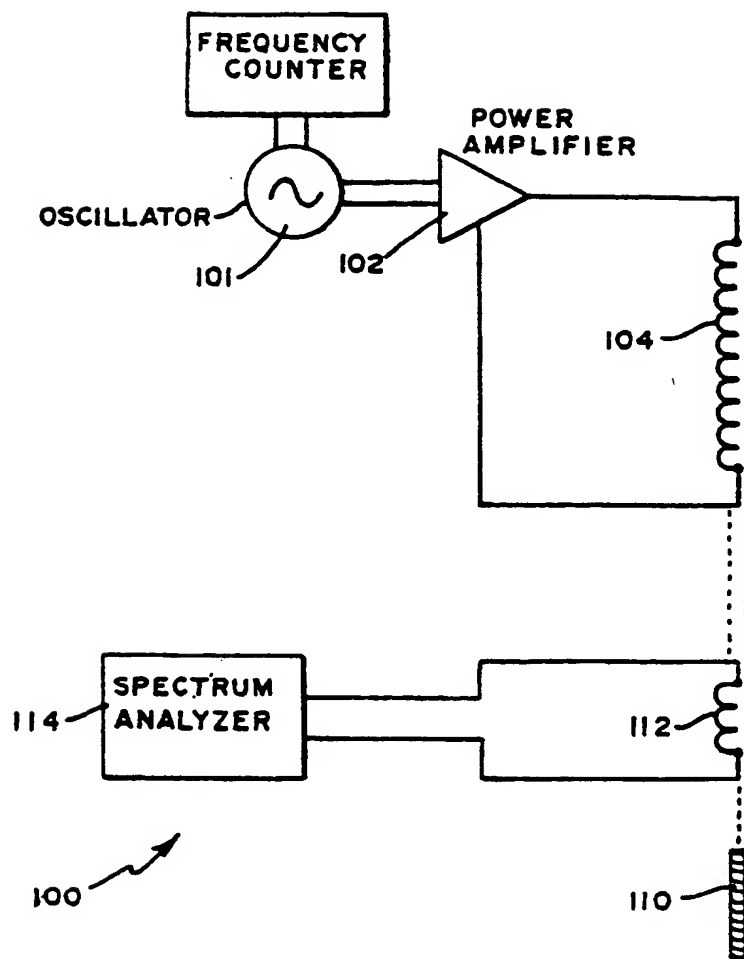 FREQUENCY
COUNTER
POWER
AMPLIFIER
OSCILLATOR
101
102
104
SPECTRUM
ANALYZER
114
112
100
110